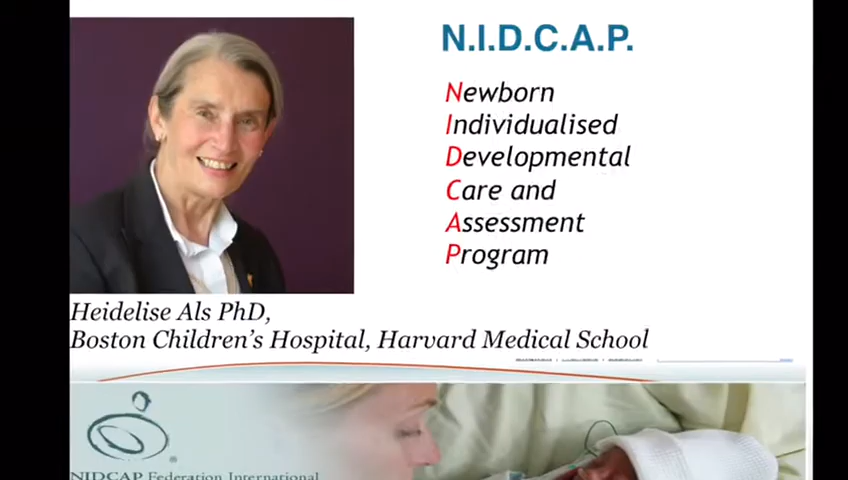 N.I.D.C.A.P.
Newborn
Individualised
Developmental
Care and
Assessment
Program
Heidelise Als PhD,
Boston Children's Hospital, Harvard Medical School
®
NIDCAP Federation International